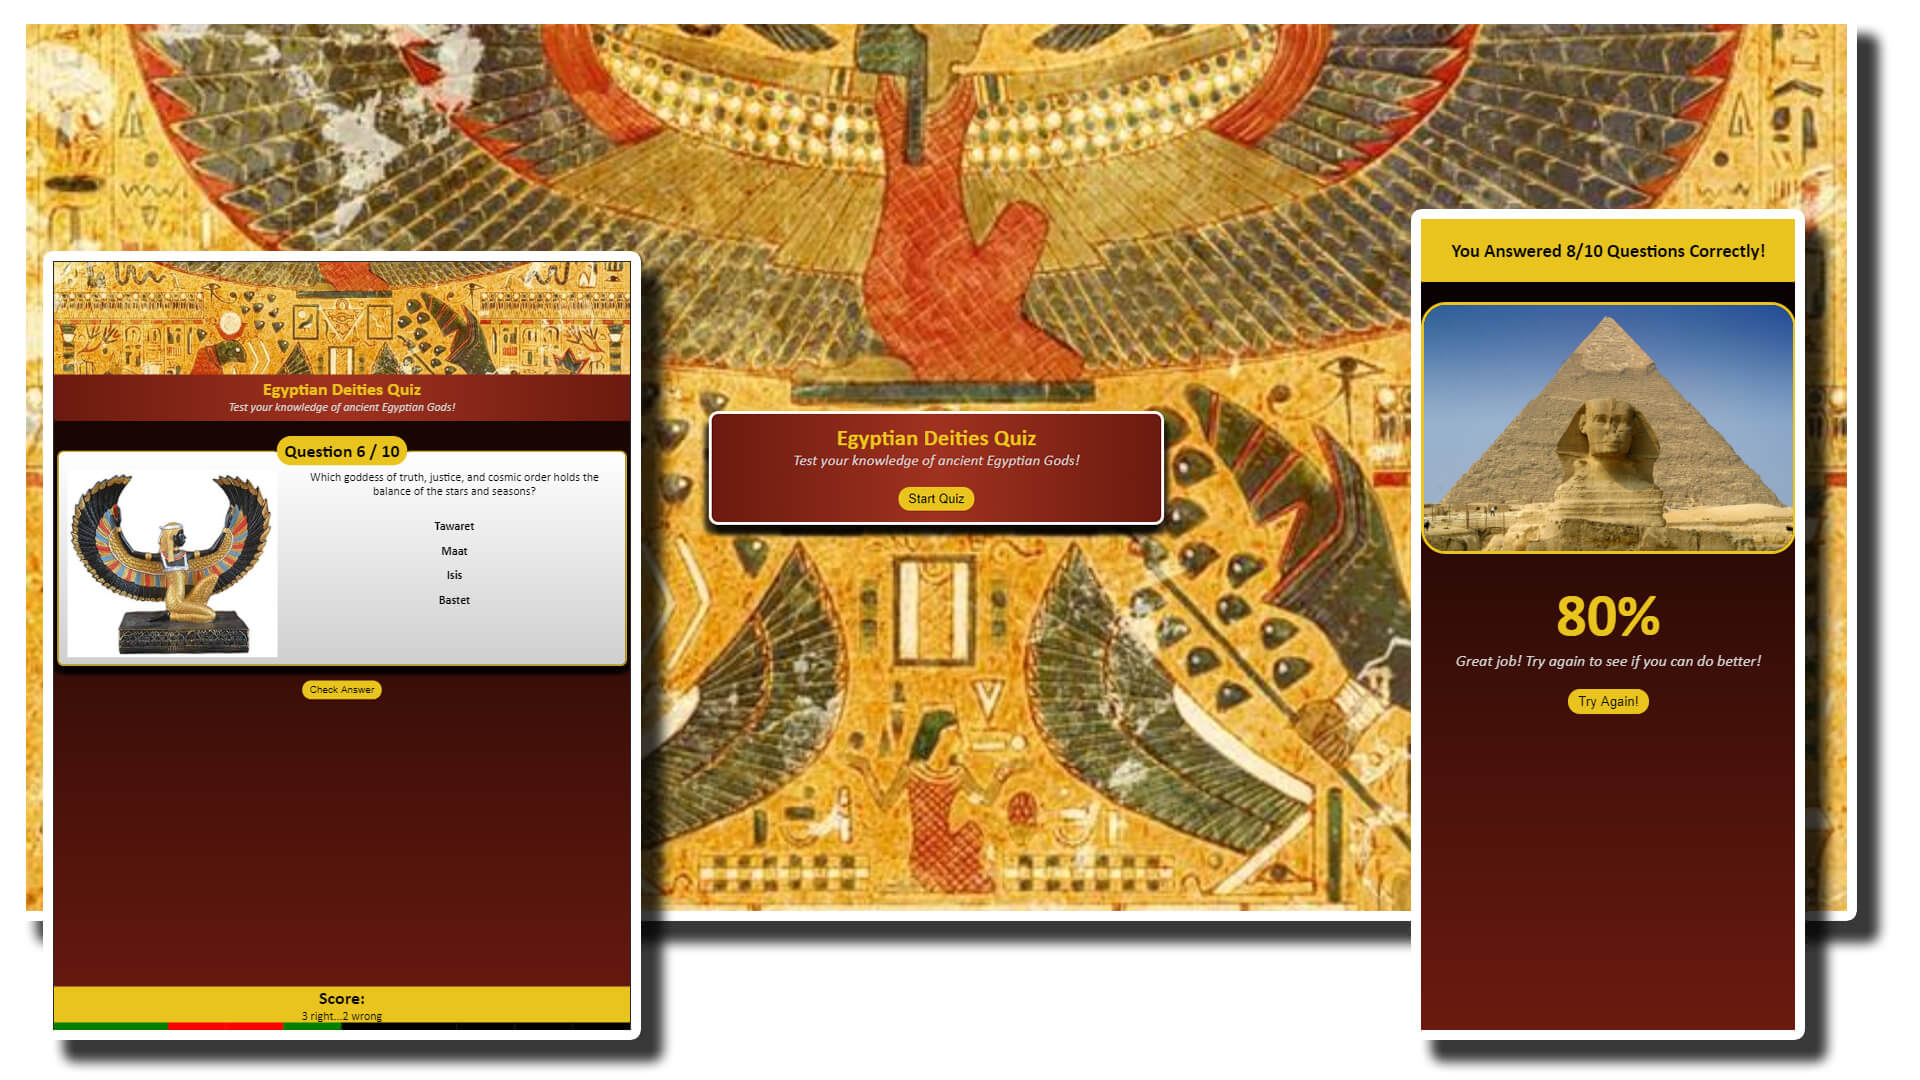 Egyptian Deities Quiz
Test your knowledge of ancient Egyptian Gods!
Question 6 / 10
Which goddess of truth, justice, and cosmic order holds the
balance of the stars and seasons?
Tawaret
Maat
Isis
Bastet
Check Answer
Score:
3 right...2 wrong
Egyptian Deities Quiz
Test your knowledge of ancient Egyptian Gods!
Start Quiz
You Answered 8/10 Questions Correctly!
80%
Great job! Try again to see if you can do better!
Try Again!